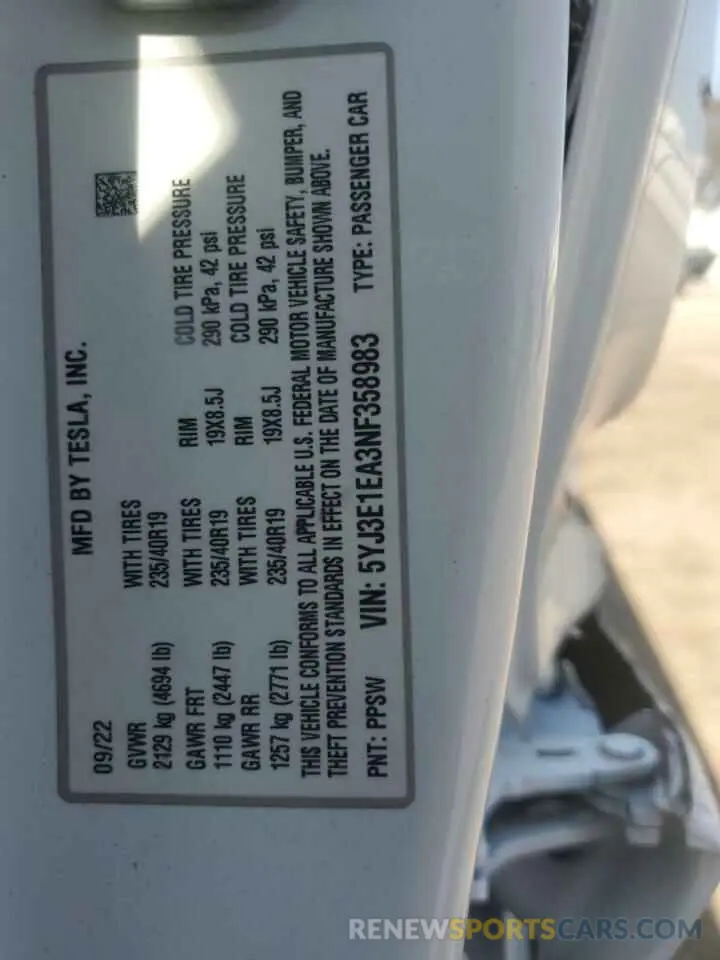 MFD BY TESLA, INC.
09/22
GVWR WITH TIRES
2129 kg (4694 lb) 235/40R19
GAWR FRT WITH TIRES RIM COLD TIRE PRESSURE
1110 kg (2447 lb) 235/40R19 19X8.5J 290 kPa, 42 psi
GAWR RR WITH TIRES RIM COLD TIRE PRESSURE
1257 kg (2771 lb) 235/40R19 19X8.5J 290 kPa, 42 psi
THIS VEHICLE CONFORMS TO ALL APPLICABLE U.S. FEDERAL MOTOR VEHICLE SAFETY, BUMPER, AND
THEFT PREVENTION STANDARDS IN EFFECT ON THE DATE OF MANUFACTURE SHOWN ABOVE.
PNT: PPSW VIN: 5YJ3E1EA3NF358983 TYPE: PASSENGER CAR
RENEWSPORTSCARS.COM